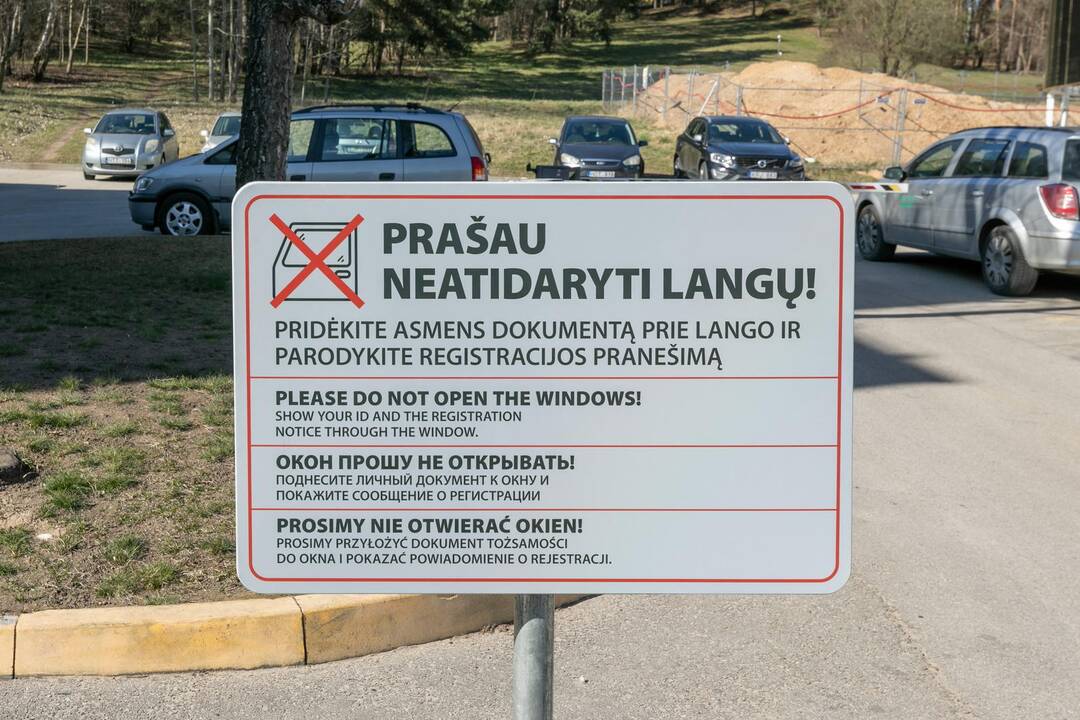 PRAŠAU
NEATIDARYTI LANGŲ!
PRIDĖKITE ASMENS DOKUMENTĄ PRIE LANGO IR
PARODYKITE REGISTRACIJOS PRANEŠIMĄ
PLEASE DO NOT OPEN THE WINDOWS!
SHOW YOUR ID AND THE REGISTRATION
NOTICE THROUGH THE WINDOW.
ОКОН ПРОШУ НЕ ОТКРЫВАТЬ!
ПОДНЕСИТЕ ЛИЧНЫЙ ДОКУМЕНТ К ОКНУ И
ПОКАЖИТЕ СООБЩЕНИЕ О РЕГИСТРАЦИИ
PROSIMY NIE OTWIERAĆ OKIEN!
PROSIMY PRZYŁOŻYĆ DOKUMENT TOŻSAMOŚCI
DO OKNA I POKAZAĆ POWIADOMIENIE O REJESTRACJI.